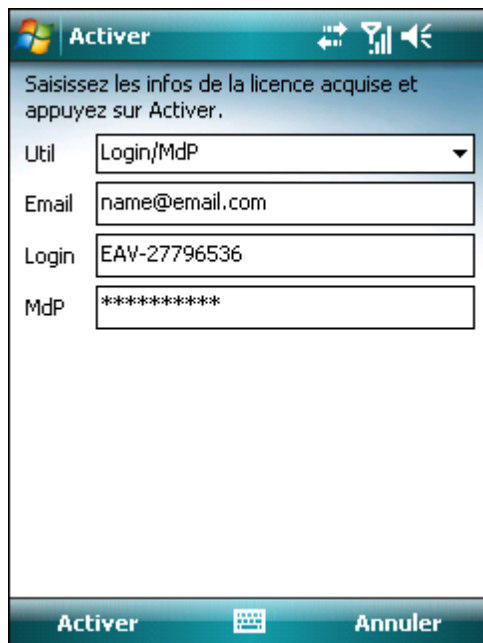 Activer
Saisissez les infos de la licence acquise et
appuyez sur Activer.
Util Login/MdP
Email name@email.com
Login EAV-27796536
MdP **********
Activer Annuler